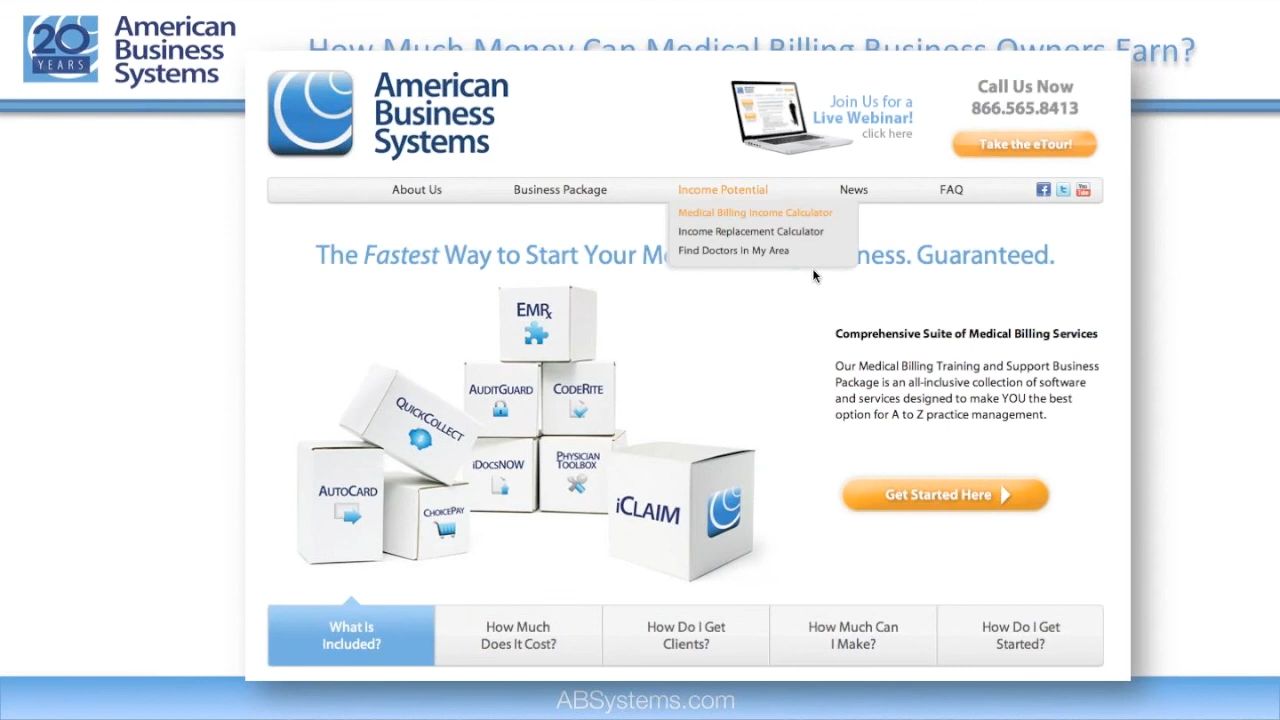 20
YEARS
American
Business
Systems
How Much Money Can Medical Billing Business Owners Earn?
American
Business
Systems
Join Us for a
Live Webinar!
click here
Call Us Now
866.565.8413
Take the eTour!
About Us
Business Package
Income Potential
News
FAQ
You
Tube
Medical Billing Income Calculator
Income Replacement Calculator
Find Doctors In My Area
The Fastest Way to Start Your M ness. Guaranteed.
EMRx
AUDITGUARD
CODERITE
QUICKCOLLECT
iDOCSNOW
PHYSICIAN
TOOLBOX
AUTOCARD
CHOICEPAY
iCLAIM
Comprehensive Suite of Medical Billing Services
Our Medical Billing Training and Support Business
Package is an all-inclusive collection of software
and services designed to make YOU the best
option for A to Z practice management.
Get Started Here
What Is
Included?
How Much
Does It Cost?
How Do I Get
Clients?
How Much Can
I Make?
How Do I Get
Started?
ABSystems.com